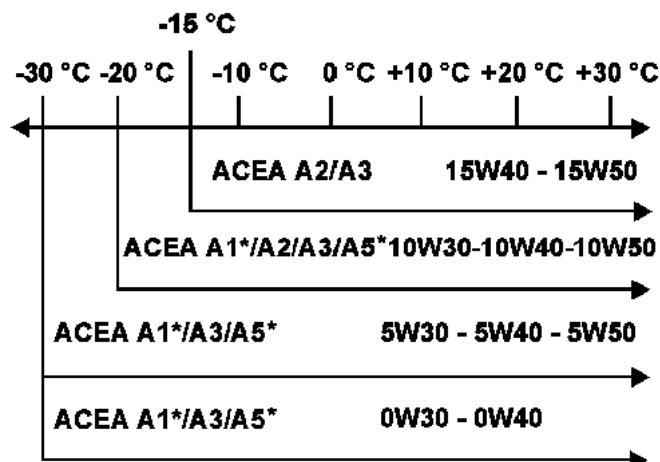 -15 °C
-30 °C -20 °C -10 °C 0 °C +10 °C +20 °C +30 °C
ACEA A2/A3 15W40 - 15W50
ACEA A1*/A2/A3/A5* 10W30-10W40-10W50
ACEA A1*/A3/A5* 5W30 - 5W40 - 5W50
ACEA A1*/A3/A5* 0W30 - 0W40